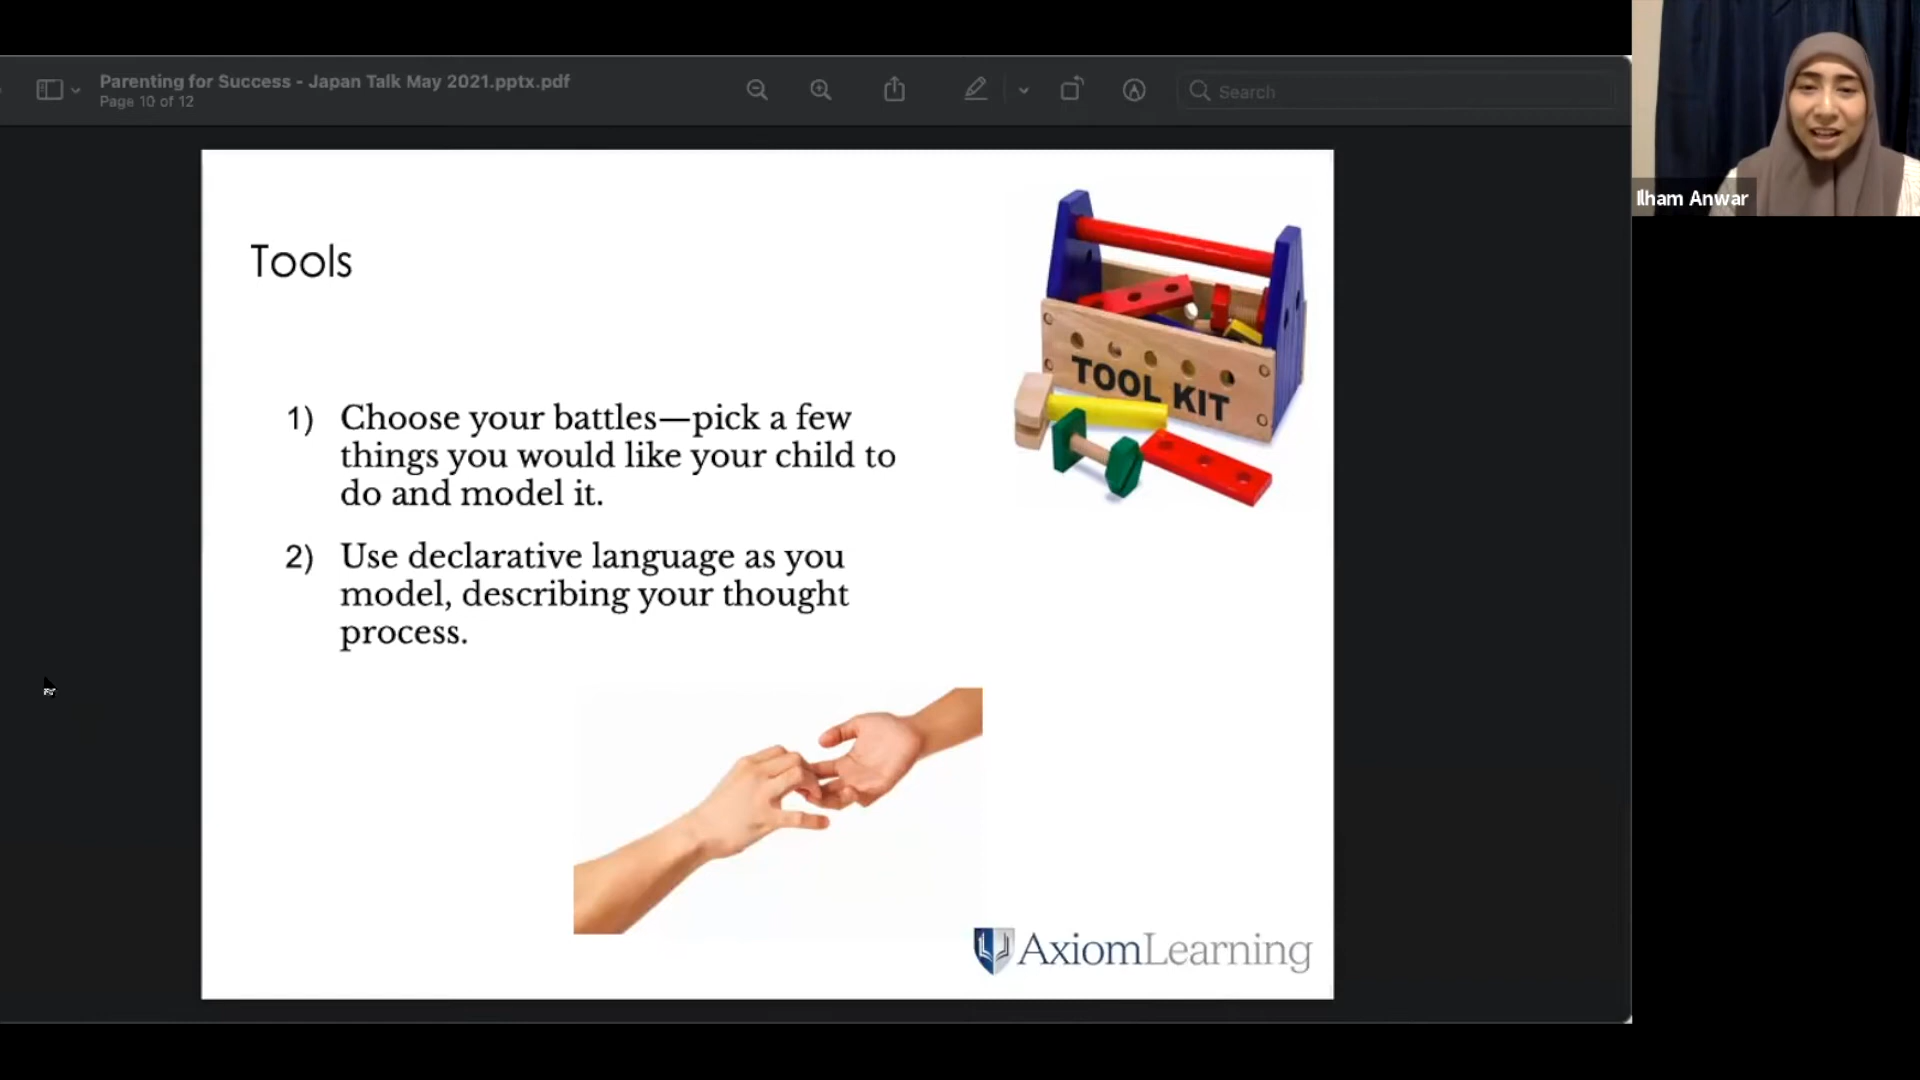 Parenting for Success - Japan Talk May 2021.pptx.pdf
Page 10 of 12
Search
Ilham Anwar
Tools
TOOL KIT
1) Choose your battles—pick a few
things you would like your child to
do and model it.
2) Use declarative language as you
model, describing your thought
process.
AxiomLearning